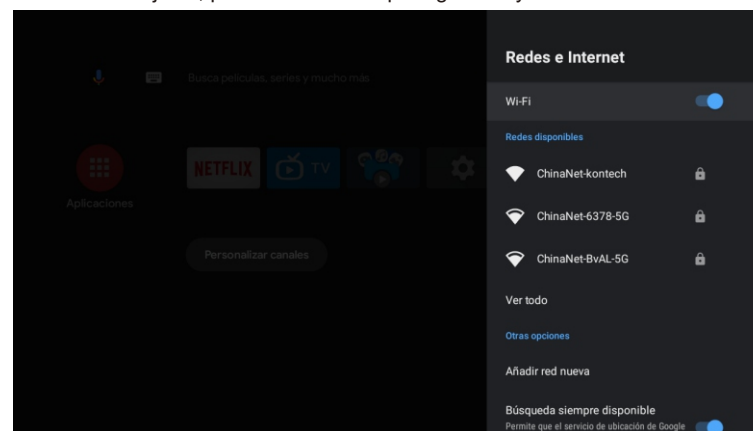 Redes e Internet
Busca películas, series y mucho más
Wi-Fi
Redes disponibles
NETFLIX
TV
ChinaNet-kontech
Aplicaciones
ChinaNet-6378-5G
Personalizar canales
ChinaNet-BvAL-5G
Ver todo
Otras opciones
Añadir red nueva
Búsqueda siempre disponible
Permite que el servicio de ubicación de Google